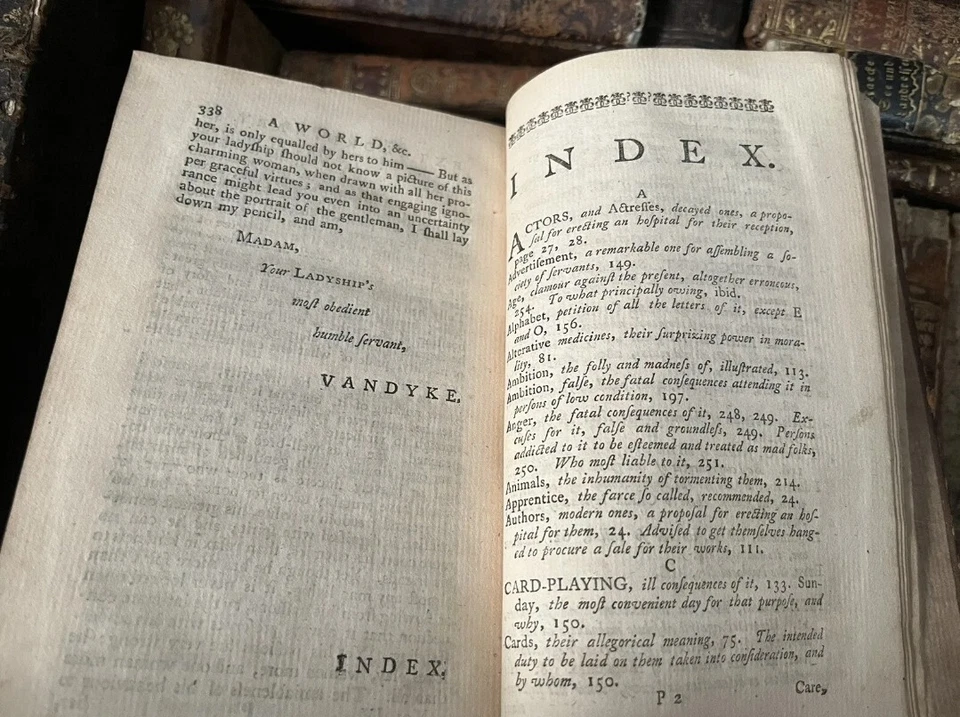 338
A WORLD, &c.
her, is only equalled by hers to him—— But as
your ladyſhip ſhould not know a picture of this
charming woman, when drawn with all her pro-
per graceful virtues; and as that engaging igno-
rance might lead you even into an uncertainty
about the portrait of the gentleman, I ſhall lay
down my pencil, and am,
MADAM,
Your LADYSHIP's
moſt obedient
humble ſervant,
VANDYKE.
INDEX.
INDEX.
A
ACTORS, and Actreſſes, decayed ones, a propo-
ſal for erecting an hoſpital for their reception,
page 27, 28.
Advertiſement, a remarkable one for aſſembling a ſo-
ciety of ſervants, 149.
Age, clamour againſt the preſent, altogether erroneous,
254. To what principally owing, ibid.
Alphabet, petition of all the letters of it, except E
and O, 156.
Alterative medicines, their ſurprizing power in mora-
lity, 81.
Ambition, the folly and madneſs of, illuſtrated, 113.
Ambition, falſe, the fatal conſequences attending it in
perſons of low condition, 197.
Anger, the fatal conſequences of it, 248, 249. Ex-
cuſes for it, falſe and groundleſs, 249. Perſons
addicted to it to be eſteemed and treated as mad folks,
250. Who moſt liable to it, 251.
Animals, the inhumanity of tormenting them, 214.
Apprentice, the farce ſo called, recommended, 24.
Authors, modern ones, a propoſal for erecting an hoſ-
pital for them, 24. Adviſed to get themſelves hang-
ed to procure a ſale for their works, 111.
C
CARD-PLAYING, ill conſequences of it, 133. Sun-
day, the moſt convenient day for that purpoſe, and
why, 150.
Cards, their allegorical meaning, 75. The intended
duty to be laid on them taken into conſideration, and
by whom, 150.
P 2
Care,